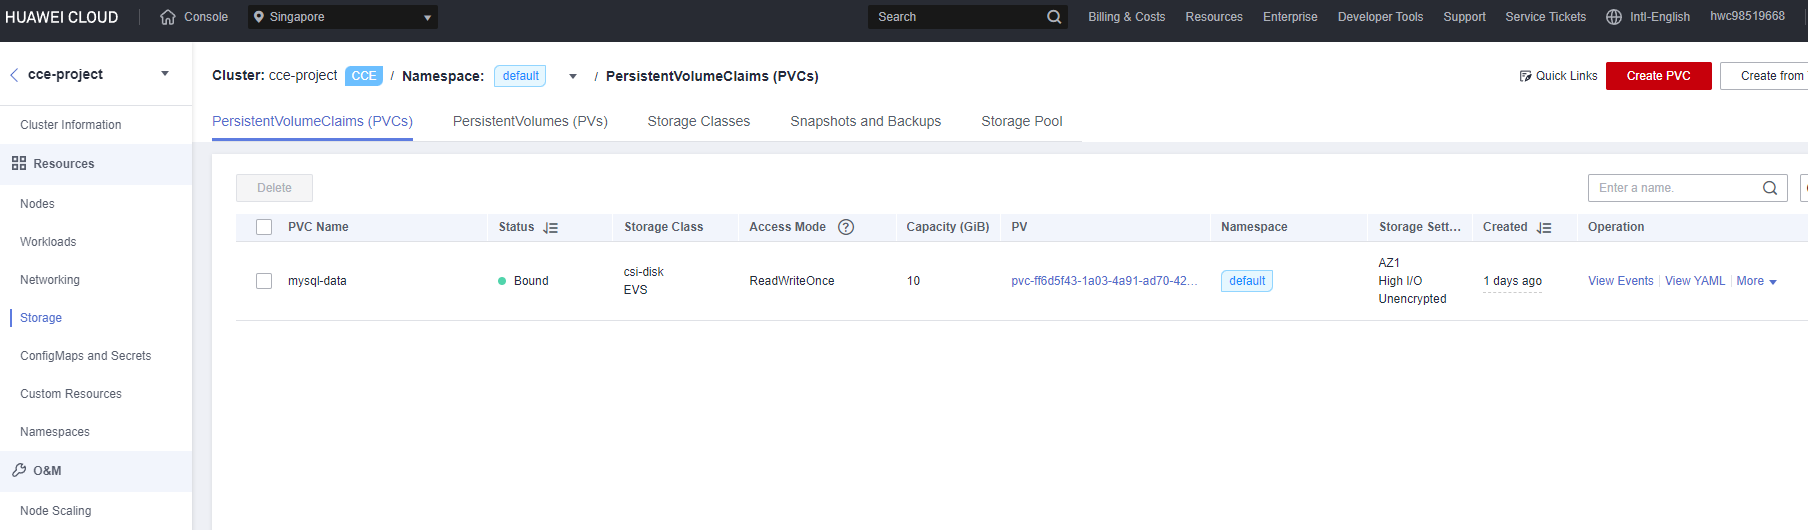 HUAWEI CLOUD Console Singapore Search Billing & Costs Resources Enterprise Developer Tools Support Service Tickets Intl-English hwc98519668
cce-project
Cluster: cce-project CCE / Namespace: default / PersistentVolumeClaims (PVCs) Quick Links Create PVC Create from
Cluster Information
PersistentVolumeClaims (PVCs) PersistentVolumes (PVs) Storage Classes Snapshots and Backups Storage Pool
Resources
Delete Enter a name.
Nodes
PVC Name Status Storage Class Access Mode ? Capacity (GiB) PV Namespace Storage Sett... Created Operation
Workloads
Networking
mysql-data Bound csi-disk ReadWriteOnce 10 pvc-ff6d5f43-1a03-4a91-ad70-42... default AZ1 1 days ago View Events View YAML More
EVS High I/O
Unencrypted
Storage
ConfigMaps and Secrets
Custom Resources
Namespaces
O&M
Node Scaling